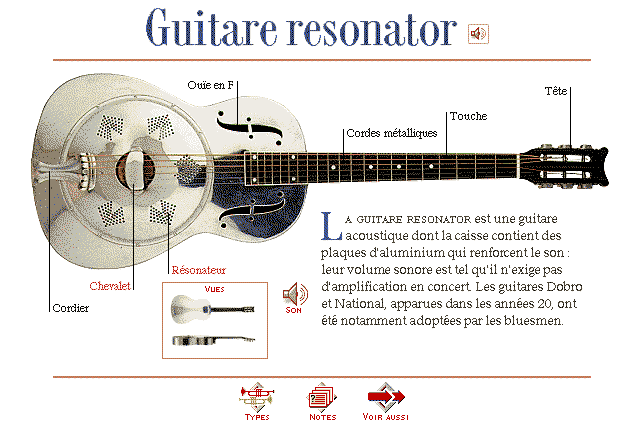 Guitare resonator
Ouïe en F
Tête
Touche
Cordes métalliques
LA GUITARE RESONATOR est une guitare
acoustique dont la caisse contient des
plaques d'aluminium qui renforcent le son :
leur volume sonore est tel qu'il n'exige pas
d'amplification en concert. Les guitares Dobro
et National, apparues dans les années 20, ont
été notamment adoptées par les bluesmen.
Résonateur
Chevalet
Cordier
VUES
SON
TYPES
NOTES
VOIR AUSSI